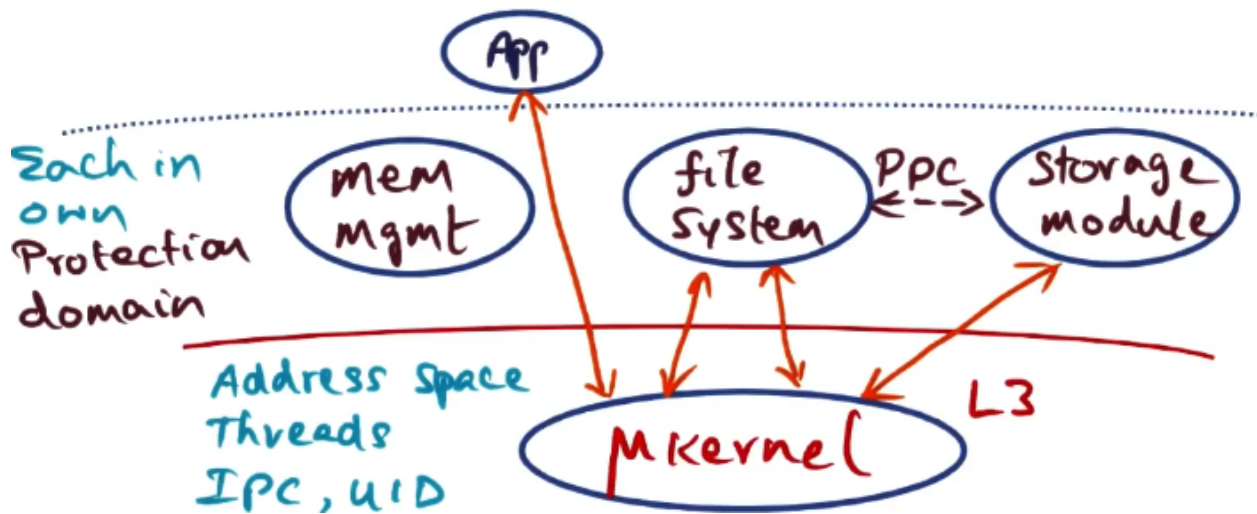 App
Each in
own
Protection
domain
mem
mgmt
file
system
PPC
storage
module
Address space
Threads
IPC, UID
μkernel
L3